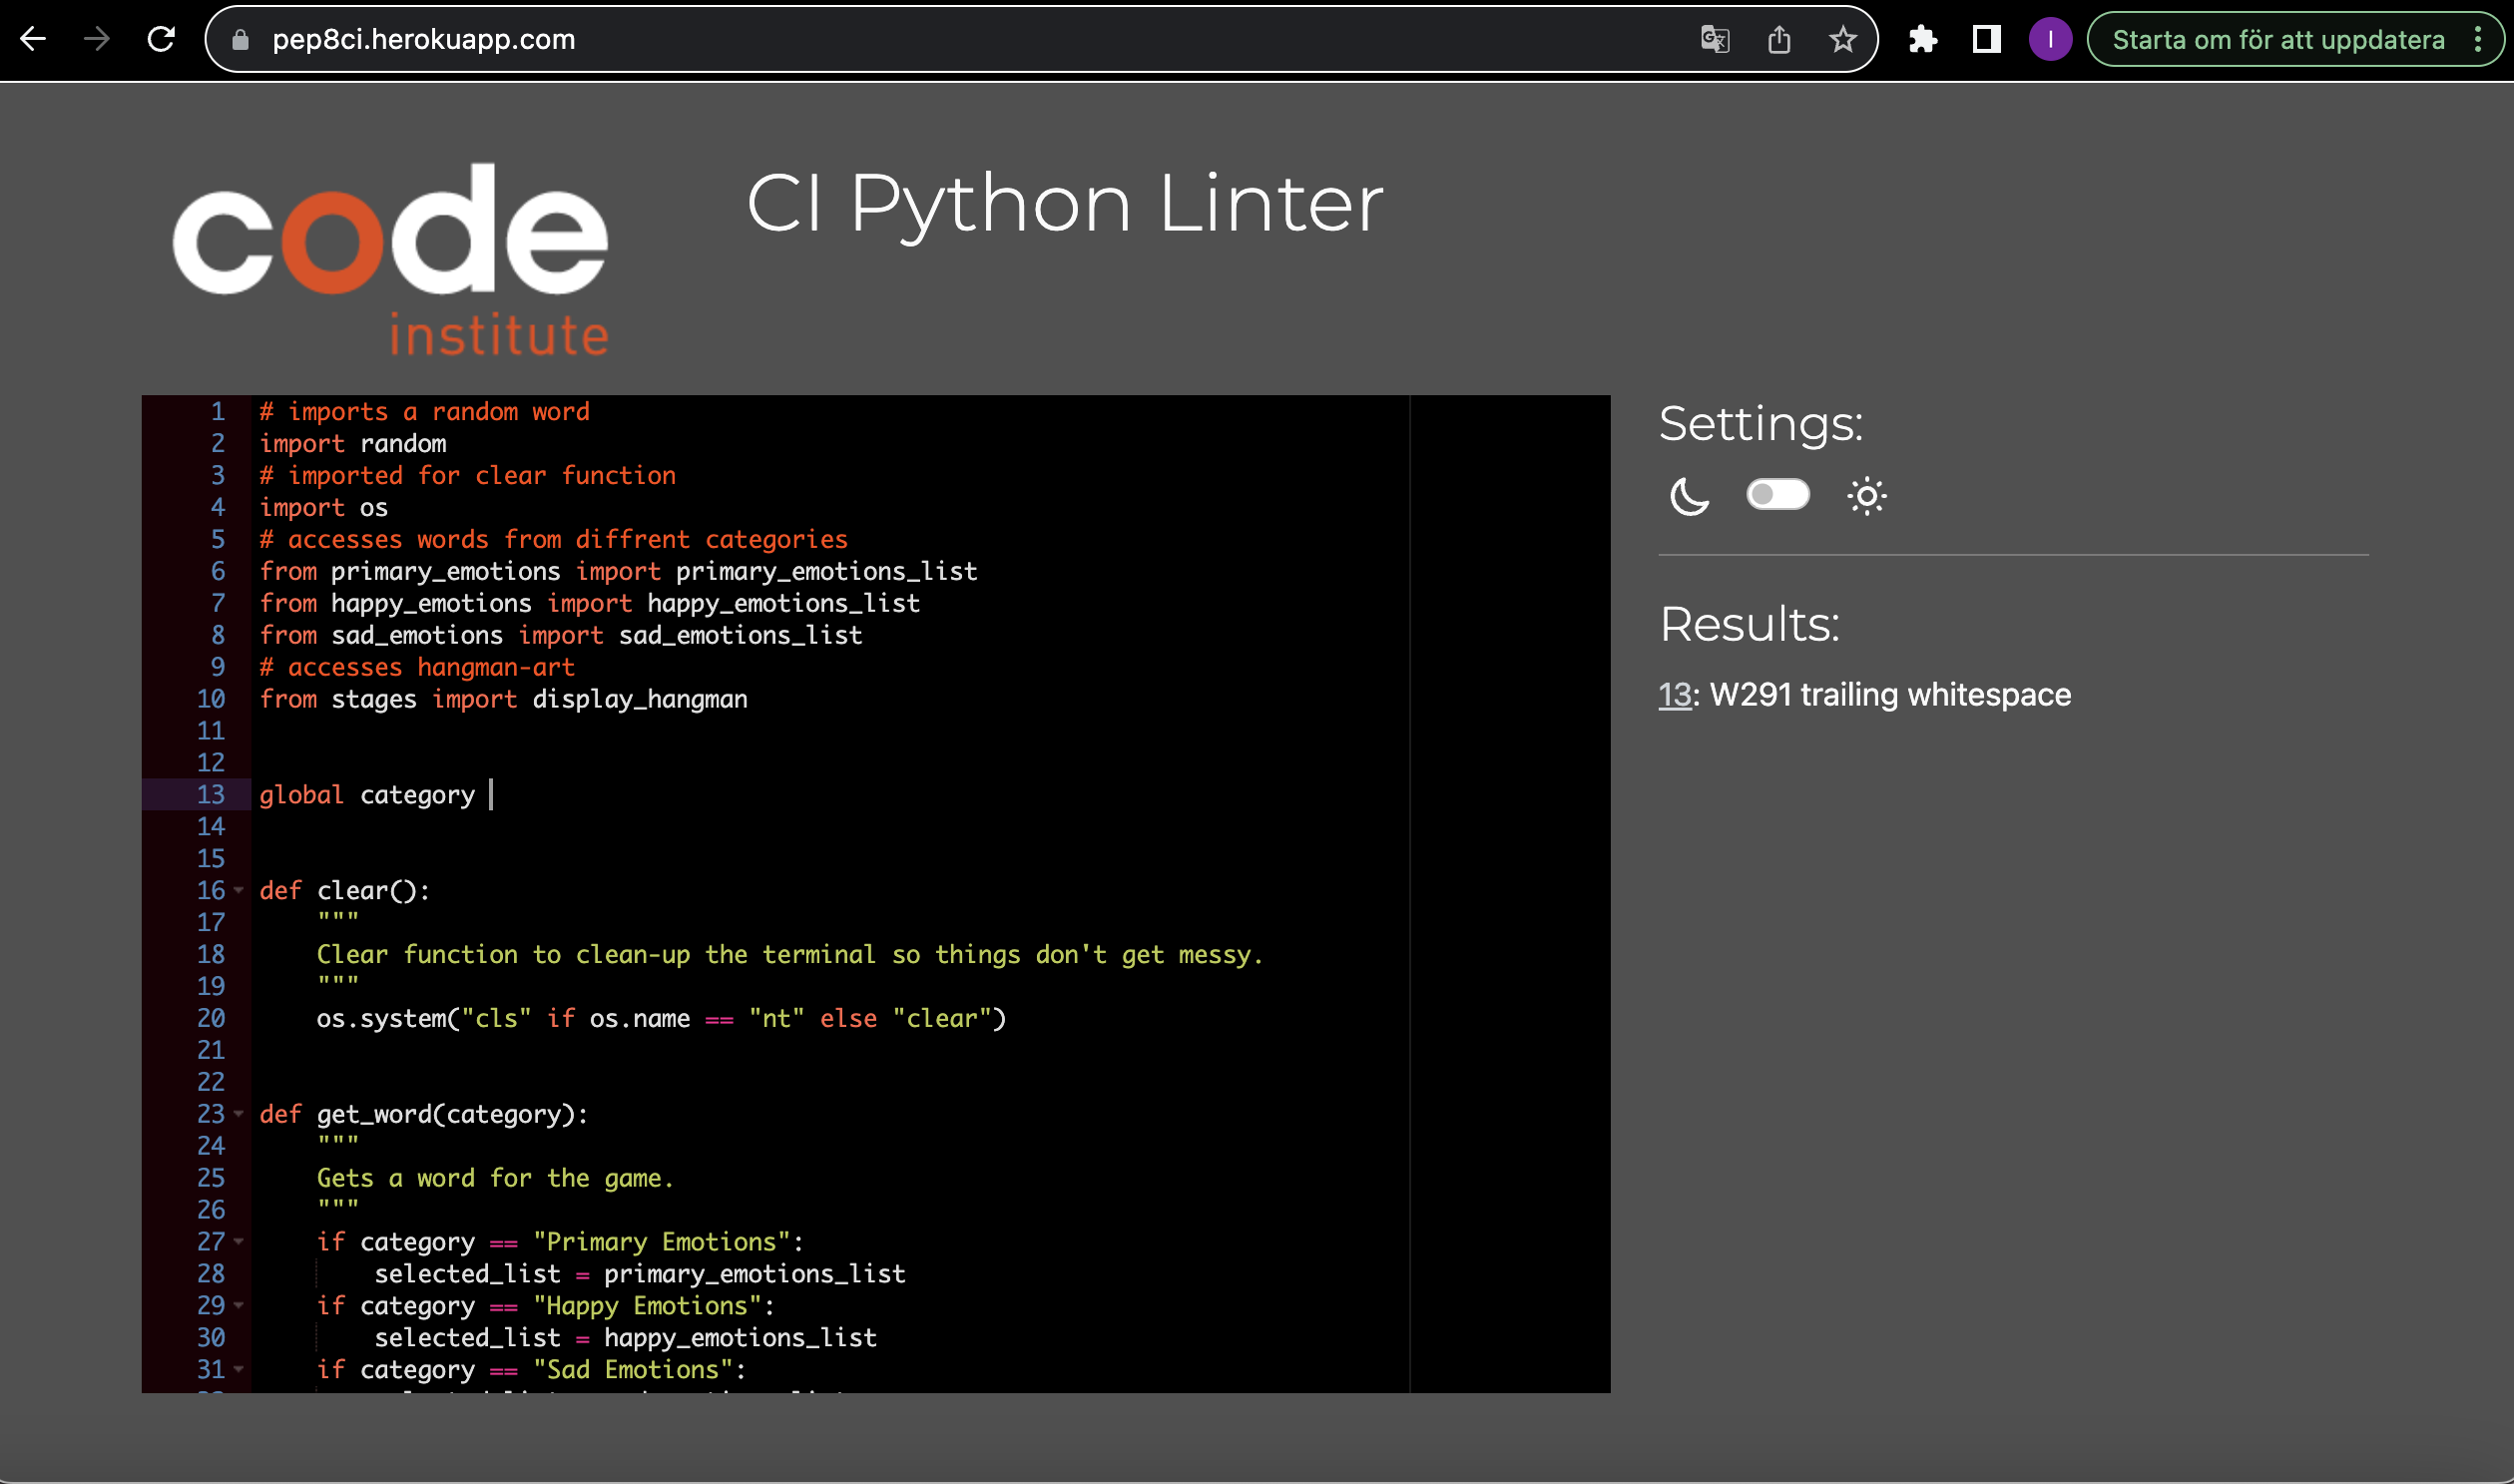 pep8ci.herokuapp.com
I
Starta om för att uppdatera
code
institute
CI Python Linter
1 # imports a random word
2 import random
3 # imported for clear function
4 import os
5 # accesses words from diffrent categories
6 from primary_emotions import primary_emotions_list
7 from happy_emotions import happy_emotions_list
8 from sad_emotions import sad_emotions_list
9 # accesses hangman-art
10 from stages import display_hangman
11
12
13 global category
14
15
16 def clear():
17     """
18     Clear function to clean-up the terminal so things don't get messy.
19     """
20     os.system("cls" if os.name == "nt" else "clear")
21
22
23 def get_word(category):
24     """
25     Gets a word for the game.
26     """
27     if category == "Primary Emotions":
28         selected_list = primary_emotions_list
29     if category == "Happy Emotions":
30         selected_list = happy_emotions_list
31     if category == "Sad Emotions":
Settings:
Results:
13: W291 trailing whitespace